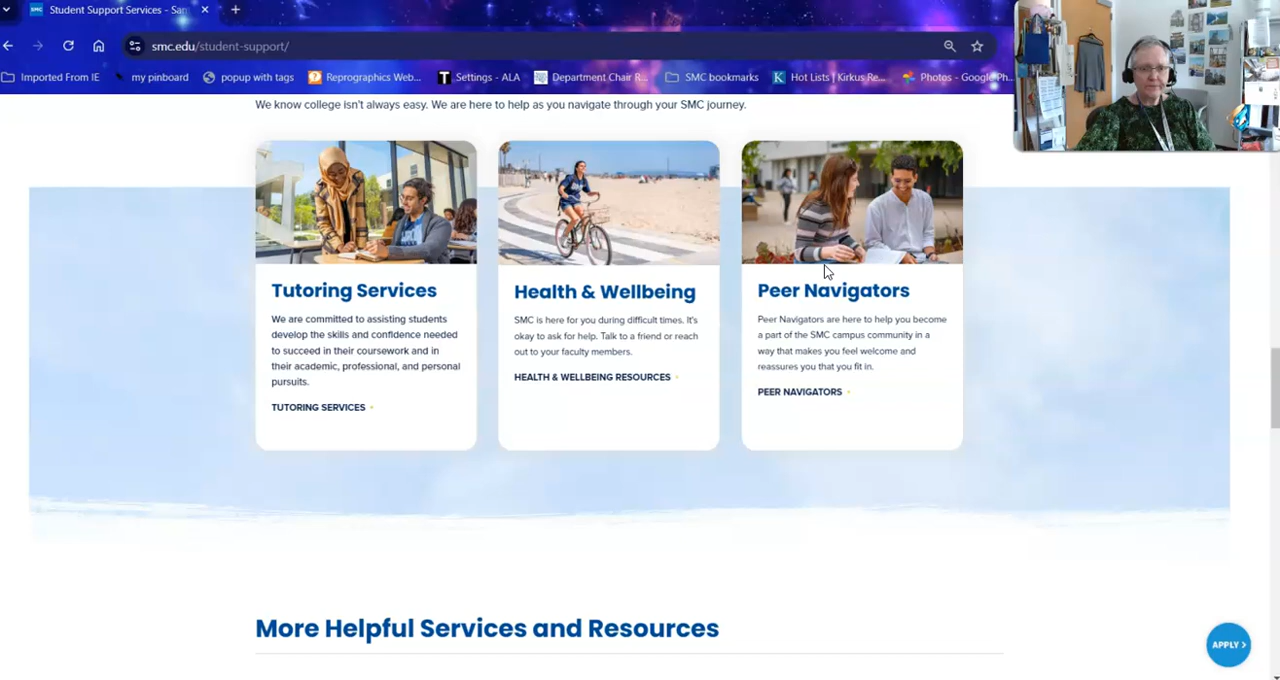 SMC Student Support Services - San
smc.edu/student-support/
Imported From IE
my pinboard
popup with tags
Reprographics Web...
Settings - ALA
Department Chair R...
SMC bookmarks
Hot Lists | Kirkus Re...
Photos - Google Ph...
We know college isn't always easy. We are here to help as you navigate through your SMC journey.
Tutoring Services
We are committed to assisting students
develop the skills and confidence needed
to succeed in their coursework and in
their academic, professional, and personal
pursuits.
TUTORING SERVICES
Health & Wellbeing
SMC is here for you during difficult times. It's
okay to ask for help. Talk to a friend or reach
out to your faculty members.
HEALTH & WELLBEING RESOURCES
Peer Navigators
Peer Navigators are here to help you become
a part of the SMC campus community in a
way that makes you feel welcome and
reassures you that you fit in.
PEER NAVIGATORS
More Helpful Services and Resources
APPLY >